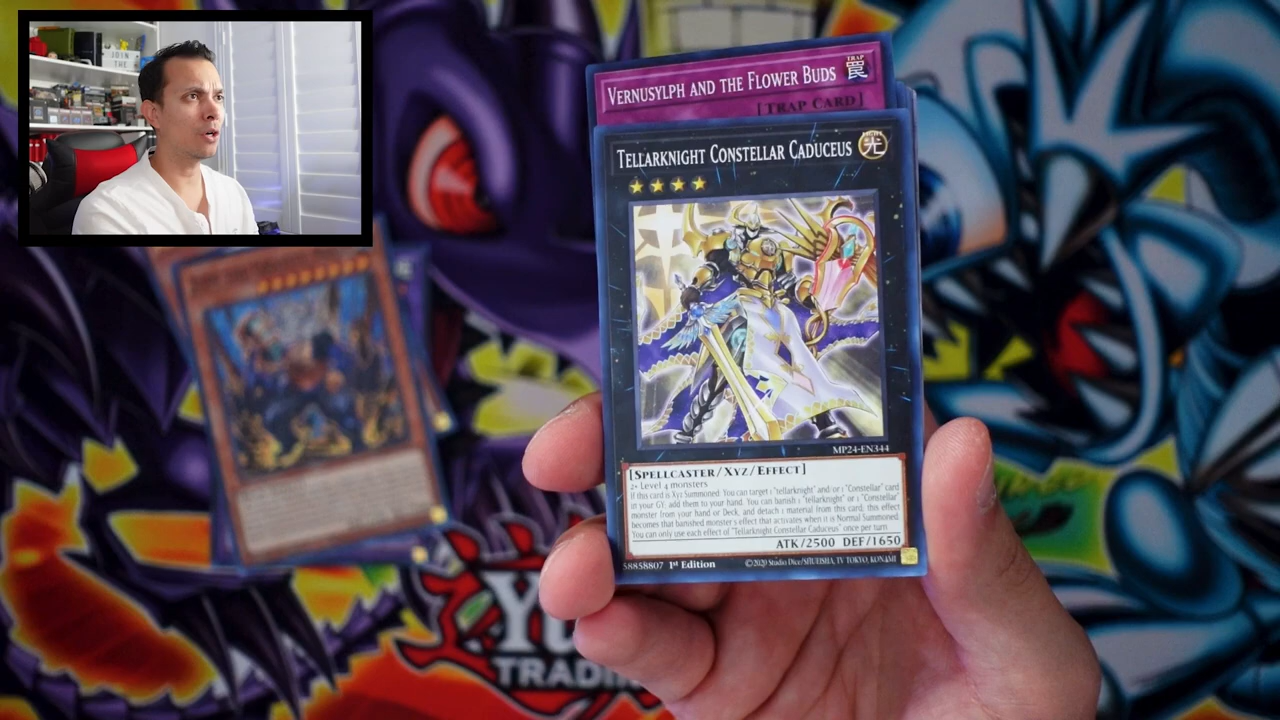 JOIN
THE
VERNUSYLPH AND THE FLOWER BUDS
TRAP
罠
[TRAP CARD]
TELLARKNIGHT CONSTELLAR CADUCEUS
LIGHT
光
MP24-EN344
[SPELLCASTER/XYZ/EFFECT]
2+ Level 4 monsters
If this card is Xyz Summoned: You can target 1 "tellarknight" and/or 1 "Constellar" card
in your GY; add them to your hand. You can banish 1 "tellarknight" or 1 "Constellar"
monster from your hand or Deck, and detach 1 material from this card; this effect
becomes that banished monster's effect that activates when it is Normal Summoned.
You can only use each effect of "Tellarknight Constellar Caduceus" once per turn.
ATK/2500 DEF/1650
58858807 1st Edition
©2020 Studio Dice/SHUEISHA, TV TOKYO, KONAMI